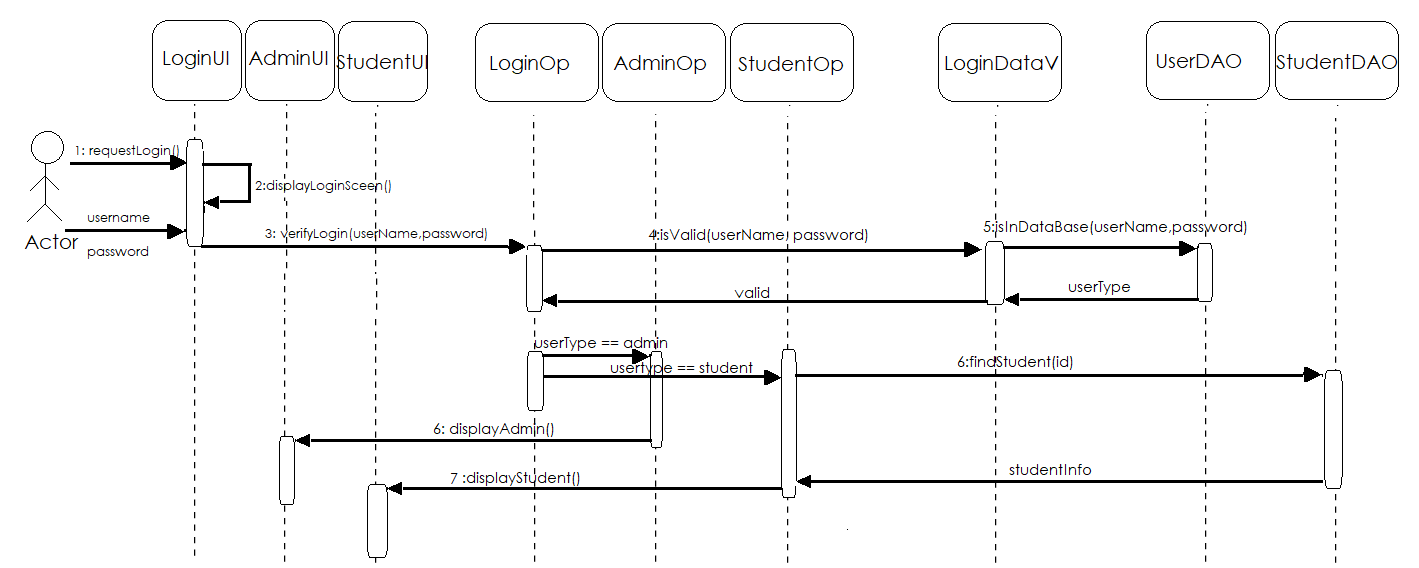 LoginUI
AdminUI
StudentUI
LoginOp
AdminOp
StudentOp
LoginDataV
UserDAO
StudentDAO
1: requestLogin()
2:displayLoginSceen()
username
Actor
password
3: verifyLogin(userName,password)
4:isValid(userName, password)
5:isInDataBase(userName,password)
valid
userType
userType == admin
usertype == student
6:findStudent(id)
6: displayAdmin()
studentInfo
7 :displayStudent()